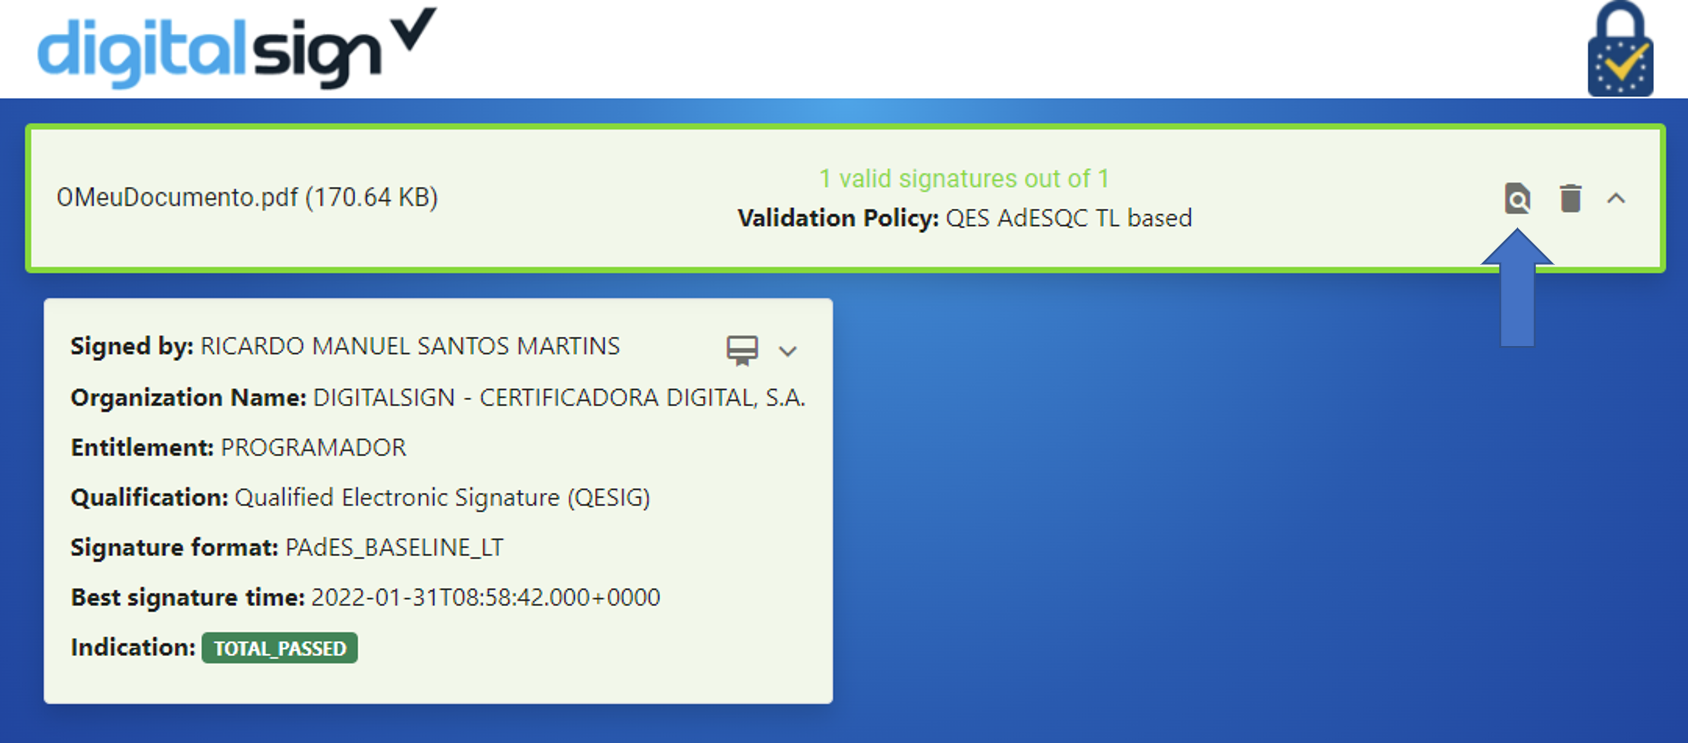 digitalsign
OMeuDocumento.pdf (170.64 KB)
1 valid signatures out of 1
Validation Policy: QES AdESQC TL based
Signed by: RICARDO MANUEL SANTOS MARTINS
Organization Name: DIGITALSIGN - CERTIFICADORA DIGITAL, S.A.
Entitlement: PROGRAMADOR
Qualification: Qualified Electronic Signature (QESIG)
Signature format: PAdES_BASELINE_LT
Best signature time: 2022-01-31T08:58:42.000+0000
Indication: TOTAL_PASSED